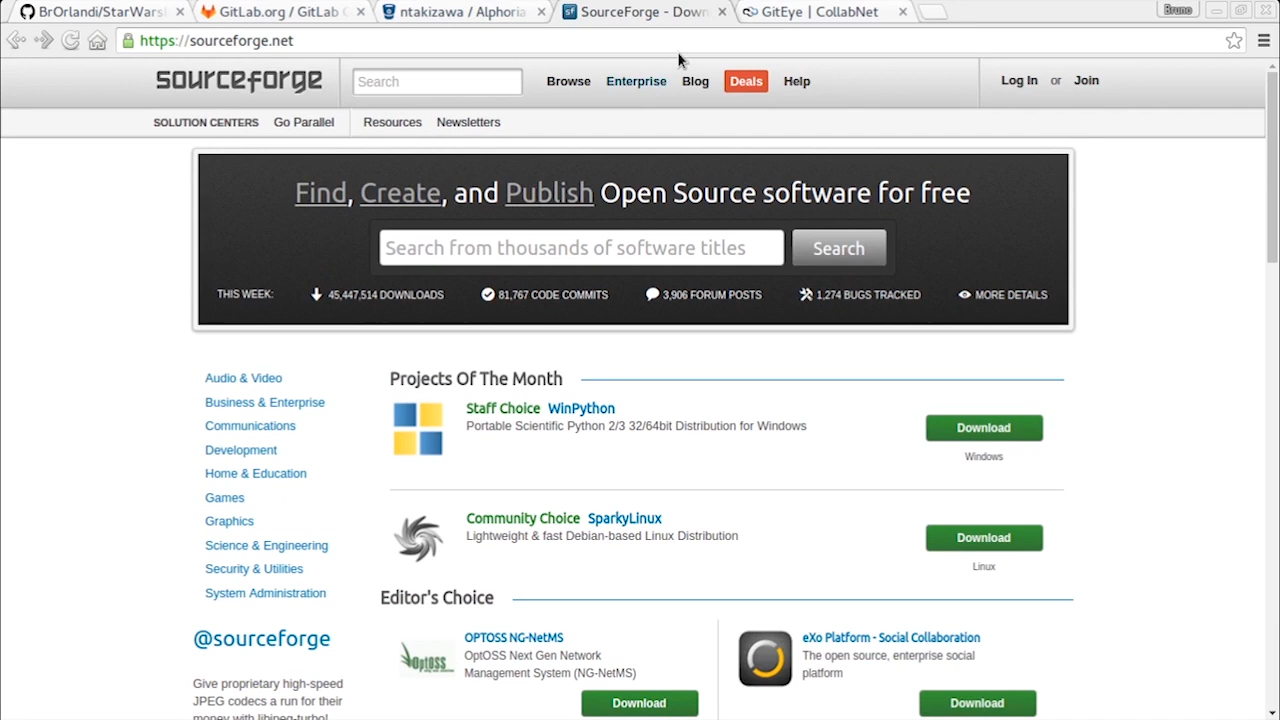 BrOrlandi/StarWars
GitLab.org / GitLab C
ntakizawa / Alphoria
SourceForge - Down
GitEye | CollabNet
Bruno
https://sourceforge.net
sourceforge
Search
Browse
Enterprise
Blog
Deals
Help
Log In or Join
SOLUTION CENTERS
Go Parallel
Resources
Newsletters
Find, Create, and Publish Open Source software for free
Search from thousands of software titles
Search
THIS WEEK:
45,447,514 DOWNLOADS
81,767 CODE COMMITS
3,906 FORUM POSTS
1,274 BUGS TRACKED
MORE DETAILS
Audio & Video
Business & Enterprise
Communications
Development
Home & Education
Games
Graphics
Science & Engineering
Security & Utilities
System Administration
@sourceforge
Give proprietary high-speed
JPEG codecs a run for their
money with libjpeg-turbo!
Projects Of The Month
Staff Choice WinPython
Portable Scientific Python 2/3 32/64bit Distribution for Windows
Download
Windows
Community Choice SparkyLinux
Lightweight & fast Debian-based Linux Distribution
Download
Linux
Editor's Choice
OptOSS
OPTOSS NG-NetMS
OptOSS Next Gen Network
Management System (NG-NetMS)
Download
eXo Platform - Social Collaboration
The open source, enterprise social
platform
Download